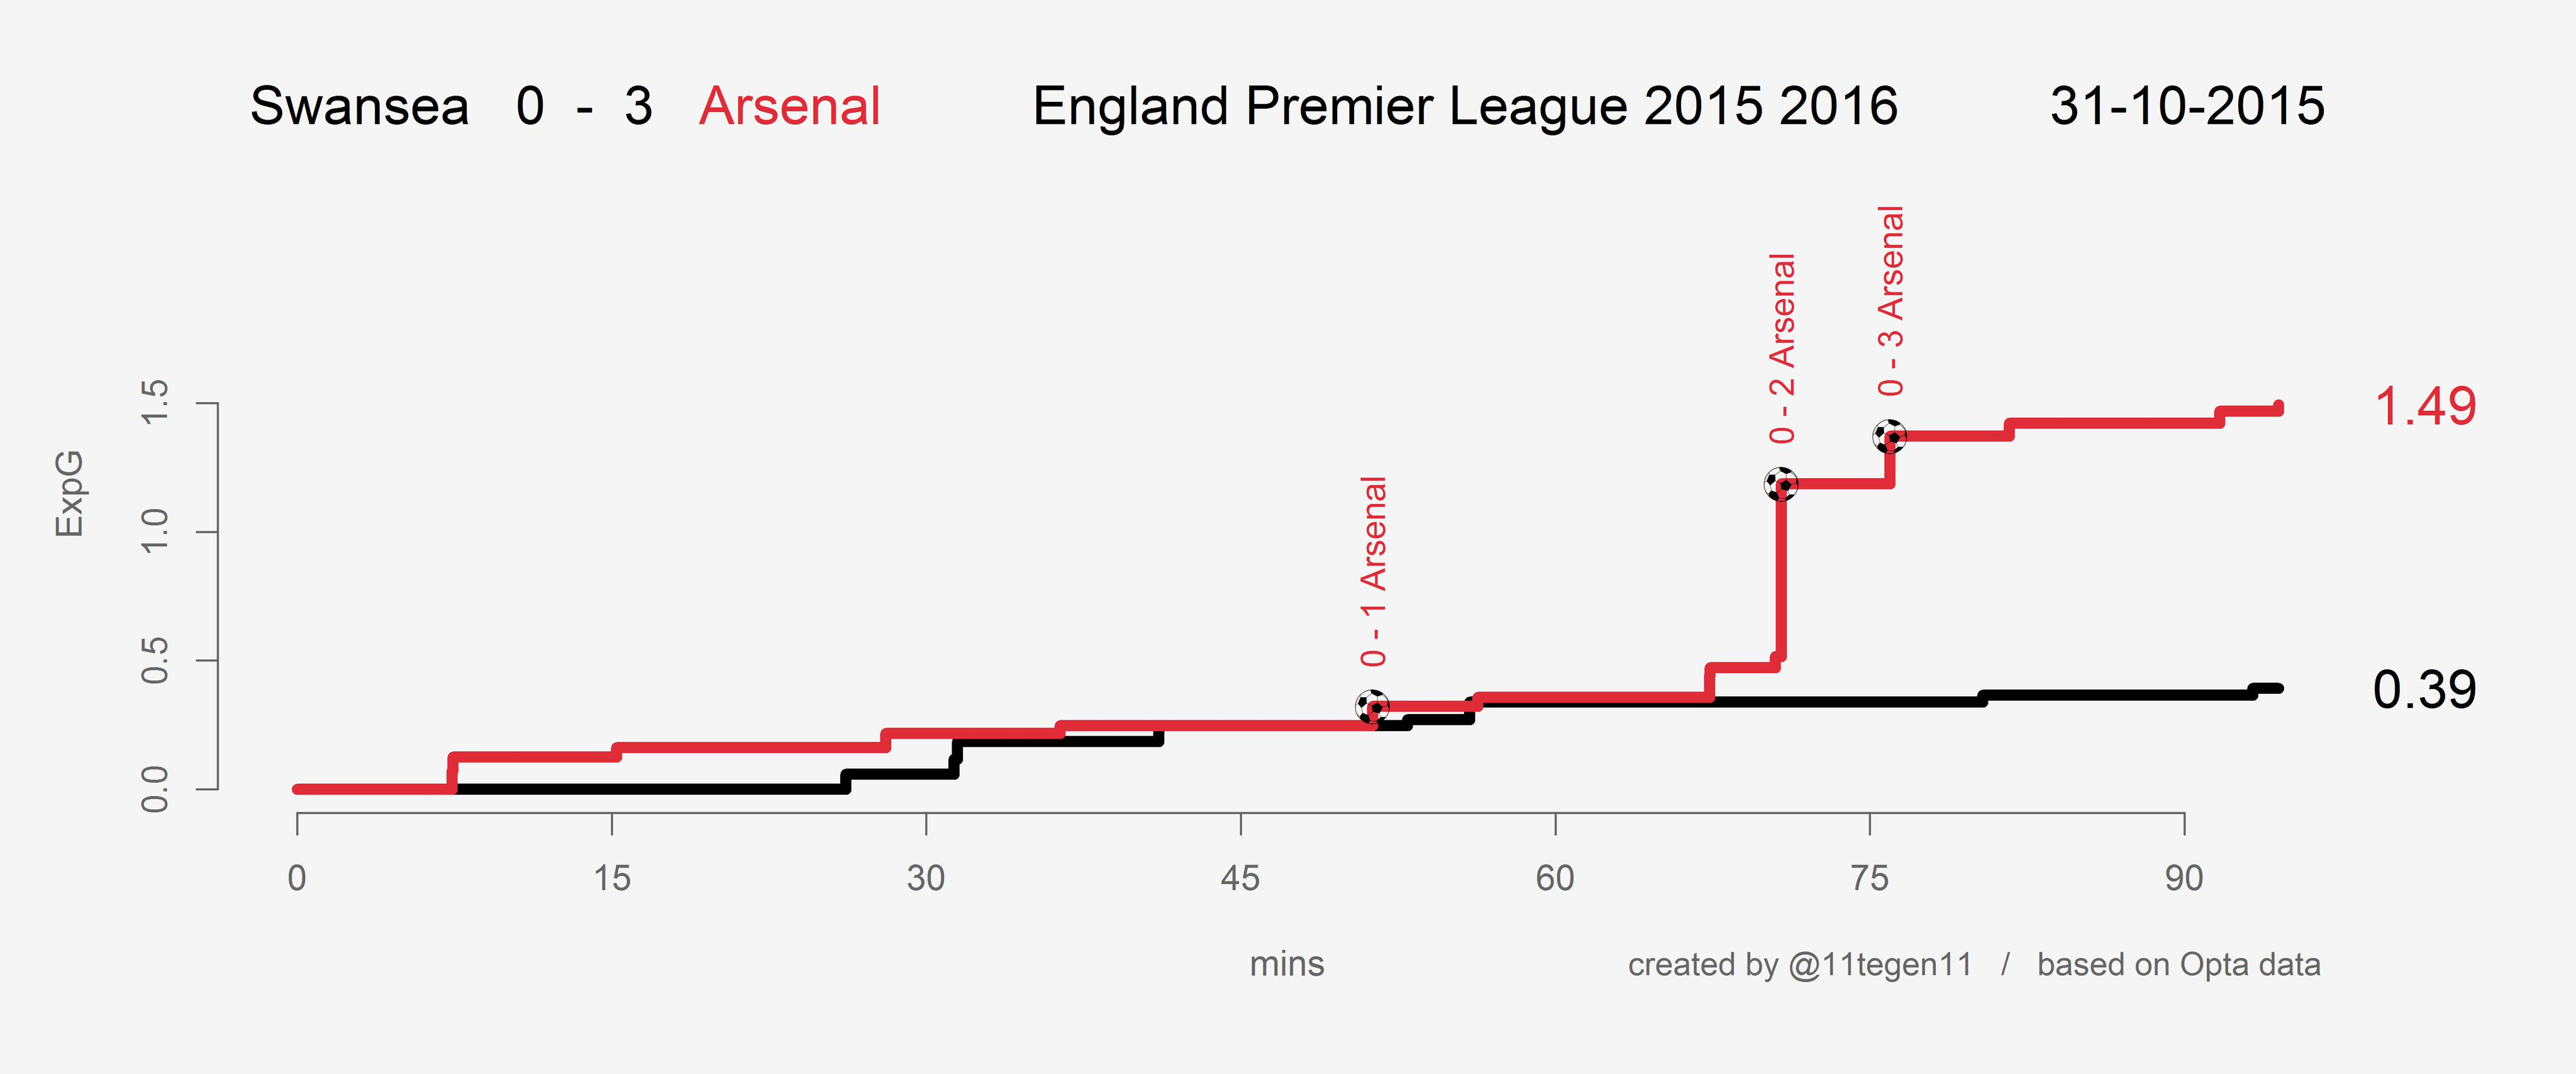 Swansea 0 - 3 Arsenal England Premier League 2015 2016 31-10-2015
0 - 1 Arsenal
0 - 2 Arsenal
0 - 3 Arsenal
ExpG
1.5
1.0
0.5
0.0
1.49
0.39
0 15 30 45 60 75 90
mins
created by @11tegen11 / based on Opta data